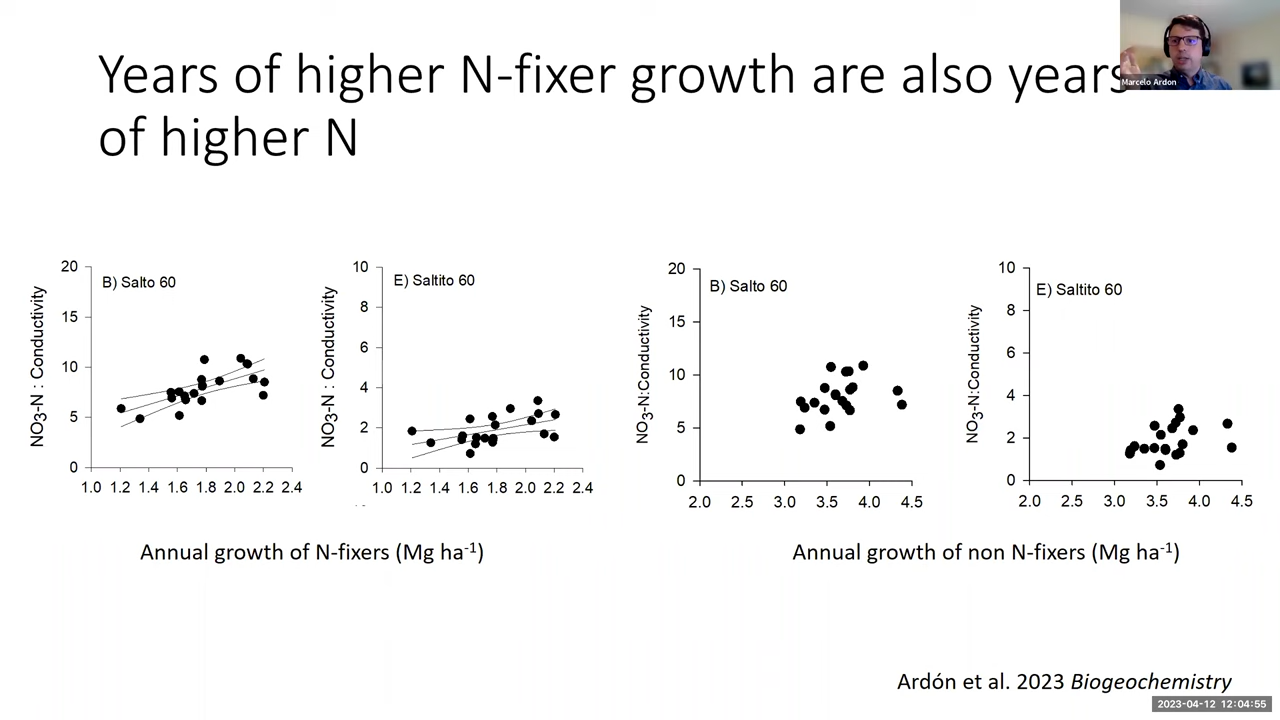 Years of higher N-fixer growth are also years
of higher N
Marcelo Ardon
B) Salto 60
NO3-N : Conductivity
20
15
10
5
0
1.0 1.2 1.4 1.6 1.8 2.0 2.2 2.4
E) Saltito 60
NO3-N : Conductivity
10
8
6
4
2
0
1.0 1.2 1.4 1.6 1.8 2.0 2.2 2.4
Annual growth of N-fixers (Mg ha-1)
B) Salto 60
NO3-N:Conductivity
20
15
10
5
0
2.0 2.5 3.0 3.5 4.0 4.5
E) Saltito 60
NO3-N:Conductivity
10
8
6
4
2
0
2.0 2.5 3.0 3.5 4.0 4.5
Annual growth of non N-fixers (Mg ha-1)
Ardón et al. 2023 Biogeochemistry
2023-04-12 12:04:55